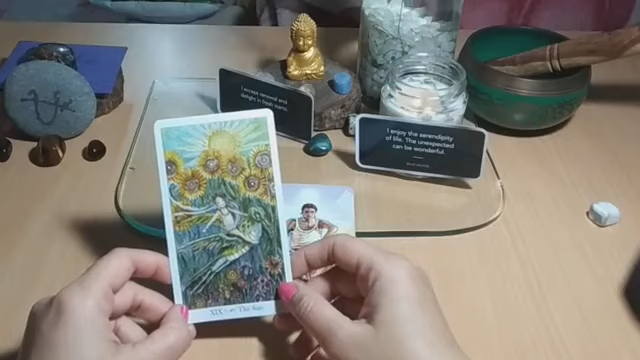 I accept renewal and
delight in fresh starts.
I enjoy the serendipity
of life. The unexpected
can be wonderful.
XIX The Sun